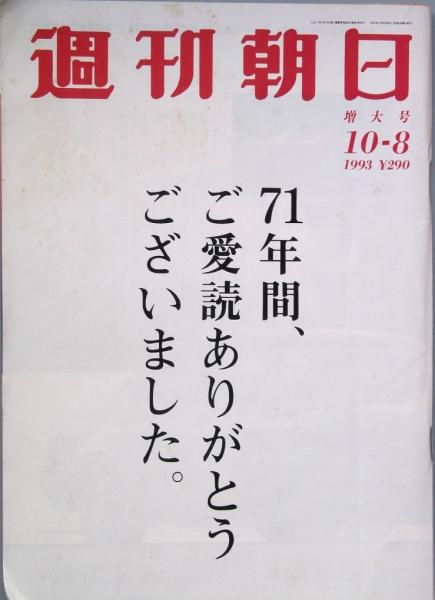 週刊朝日
増大号
10-8
1993 ¥290
71年間、
ご愛読ありがとう
ございました。